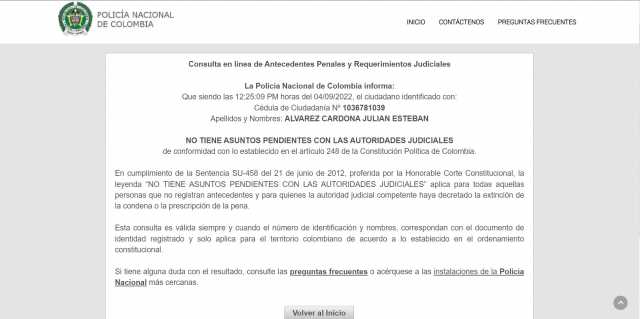 POLICÍA NACIONAL
DE COLOMBIA
INICIO CONTÁCTENOS PREGUNTAS FRECUENTES
Consulta en línea de Antecedentes Penales y Requerimientos Judiciales
La Policía Nacional de Colombia informa:
Que siendo las 12:25:09 PM horas del 04/09/2022, el ciudadano identificado con:
Cédula de Ciudadanía Nº 1036781039
Apellidos y Nombres: ALVAREZ CARDONA JULIAN ESTEBAN
NO TIENE ASUNTOS PENDIENTES CON LAS AUTORIDADES JUDICIALES
de conformidad con lo establecido en el artículo 248 de la Constitución Política de Colombia.
En cumplimiento de la Sentencia SU-458 del 21 de junio de 2012, proferida por la Honorable Corte Constitucional, la
leyenda "NO TIENE ASUNTOS PENDIENTES CON LAS AUTORIDADES JUDICIALES" aplica para todas aquellas
personas que no registran antecedentes y para quienes la autoridad judicial competente haya decretado la extinción de
la condena o la prescripción de la pena.
Esta consulta es válida siempre y cuando el número de identificación y nombres, correspondan con el documento de
identidad registrado y solo aplica para el territorio colombiano de acuerdo a lo establecido en el ordenamiento
constitucional.
Si tiene alguna duda con el resultado, consulte las preguntas frecuentes o acérquese a las instalaciones de la Policía
Nacional más cercanas.
Volver al Inicio